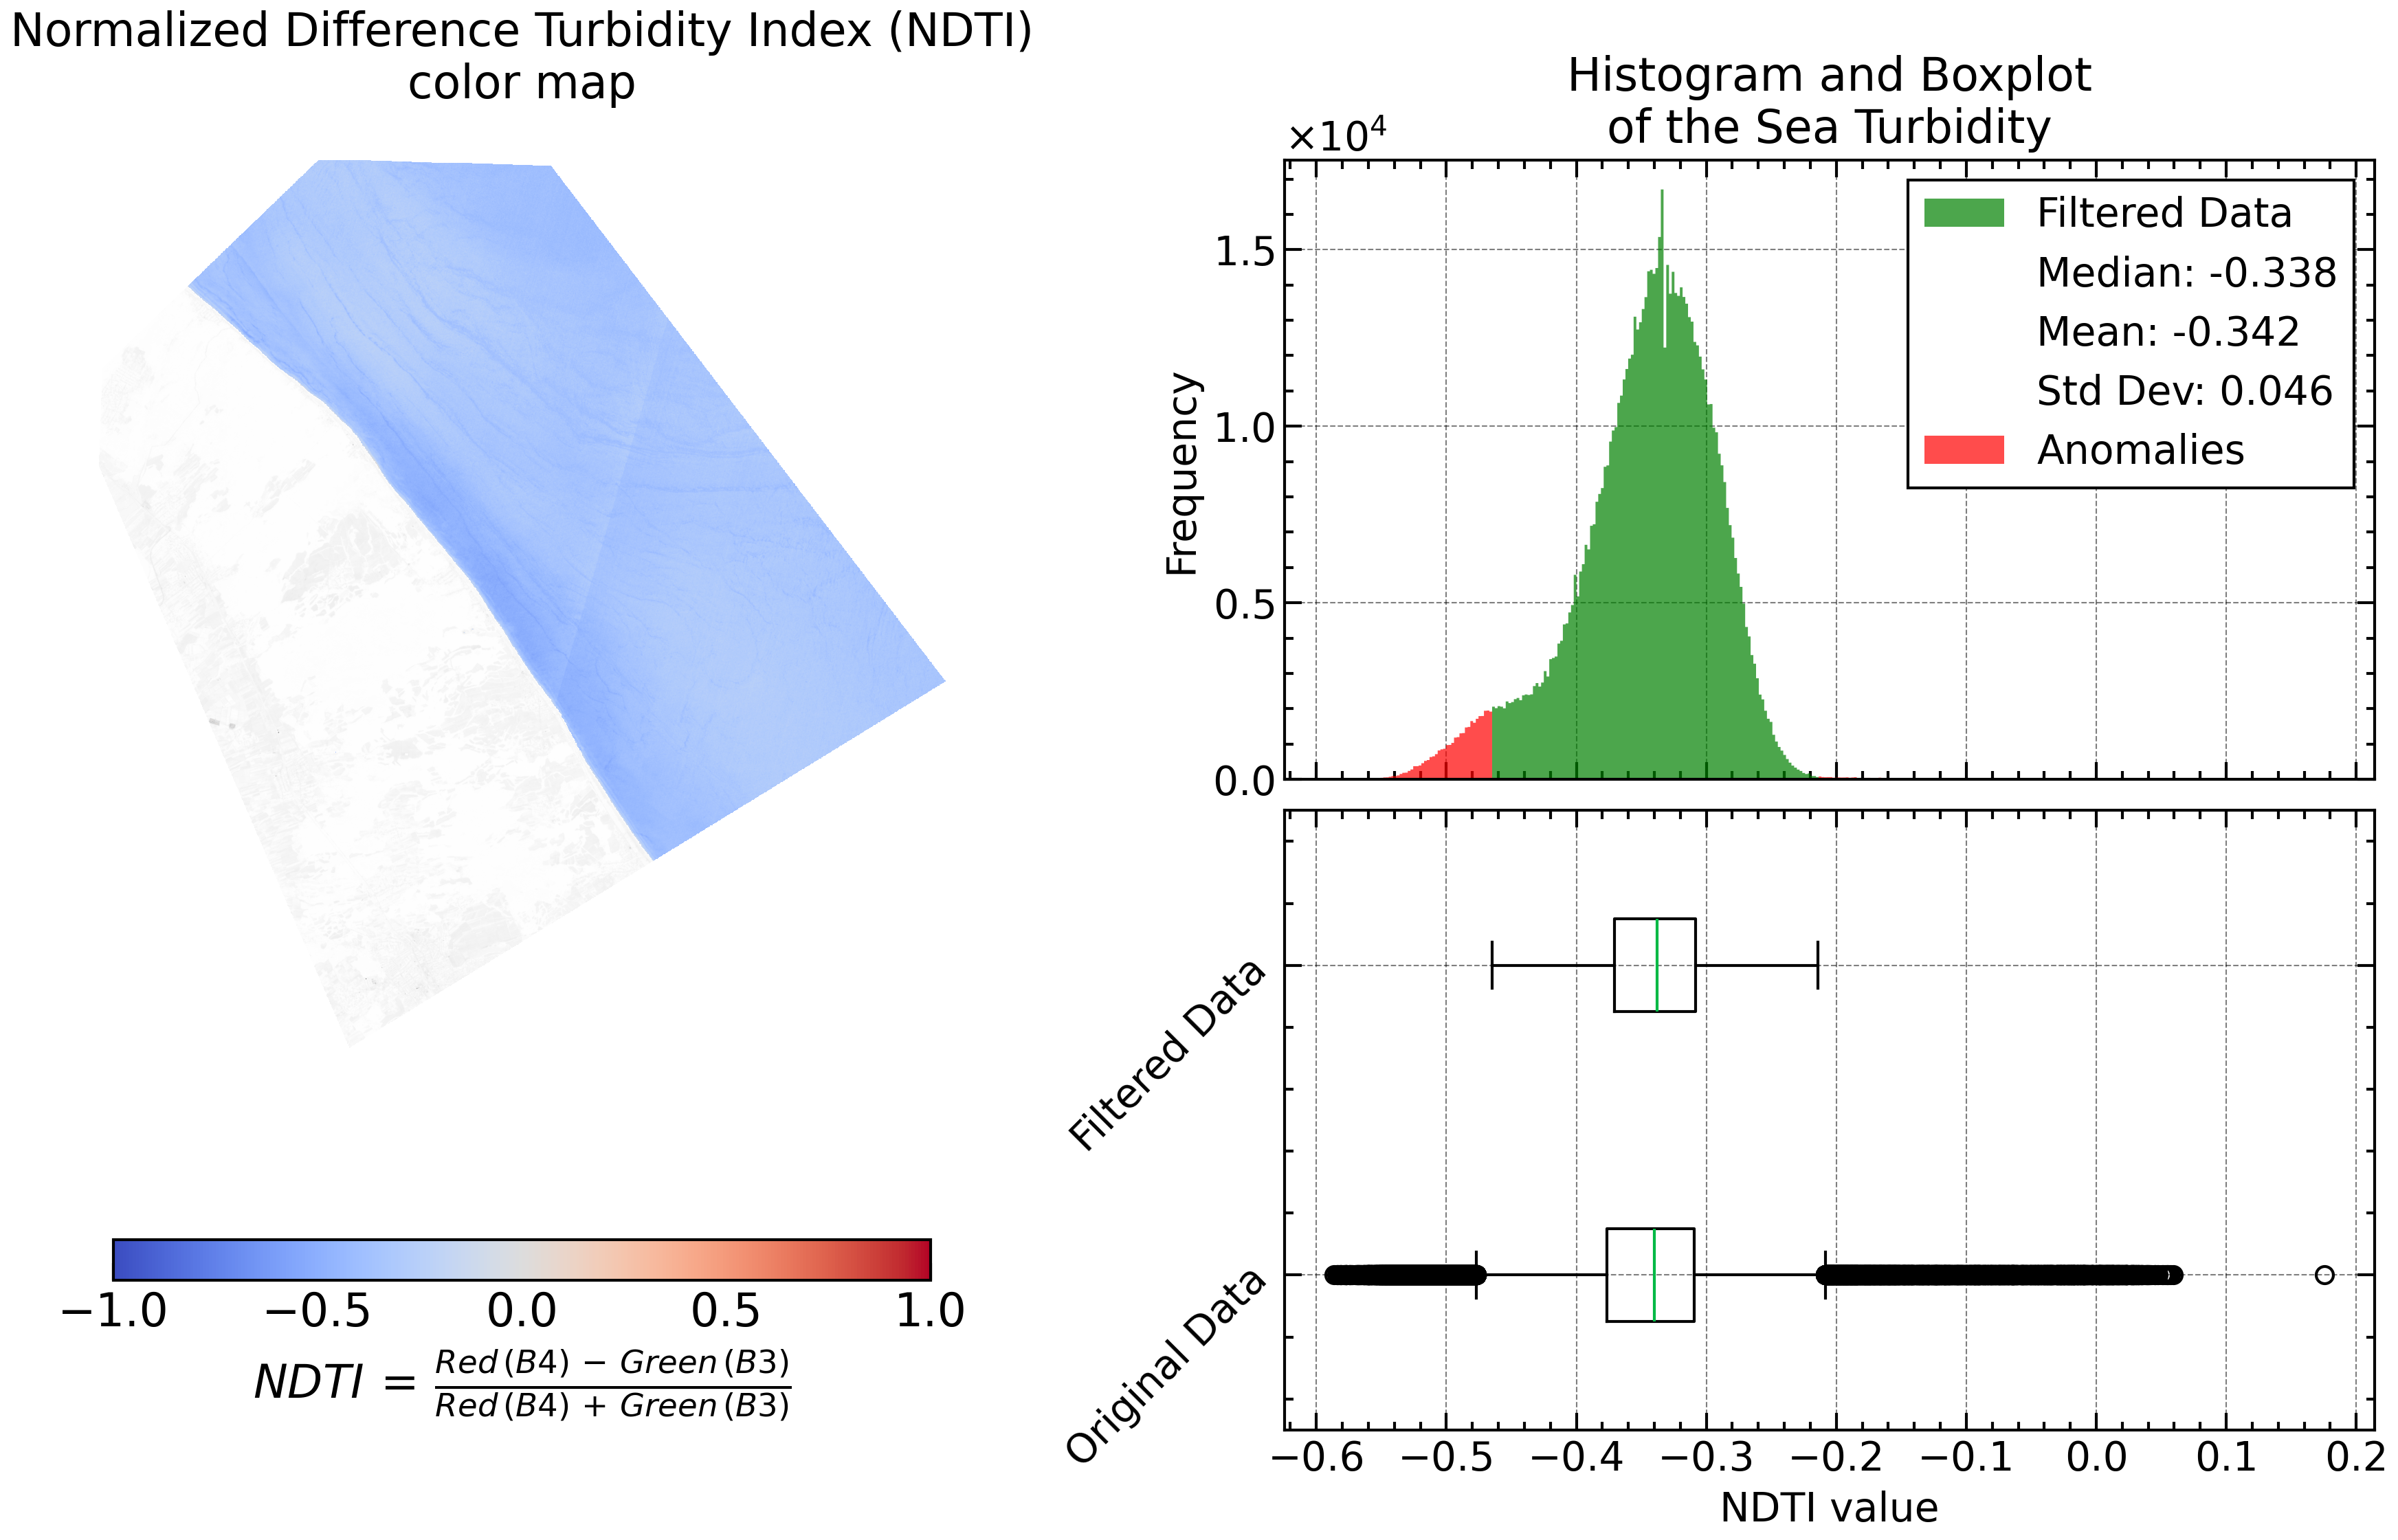 Normalized Difference Turbidity Index (NDTI)
color map
−1.0 −0.5 0.0 0.5 1.0
NDTI = Red (B4) − Green (B3) / Red (B4) + Green (B3)
Histogram and Boxplot
of the Sea Turbidity
×10⁴
Frequency
1.5
1.0
0.5
0.0
Filtered Data
Median: -0.338
Mean: -0.342
Std Dev: 0.046
Anomalies
Filtered Data
Original Data
−0.6 −0.5 −0.4 −0.3 −0.2 −0.1 0.0 0.1 0.2
NDTI value